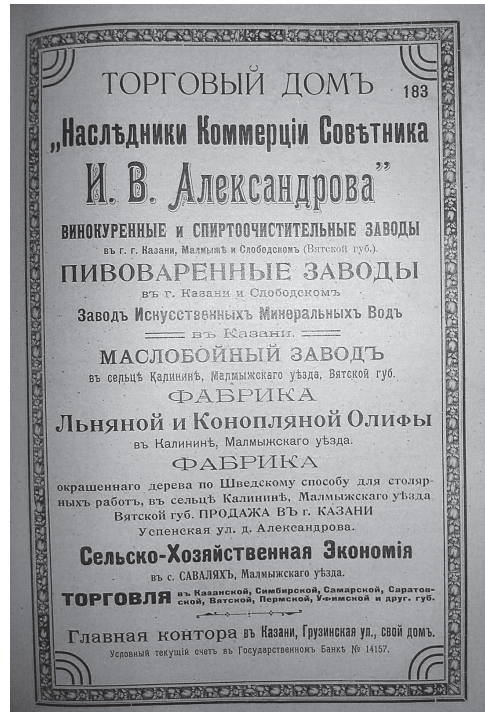 183
ТОРГОВЫЙ ДОМЪ
„Наслѣдники Коммерціи Совѣтника
И. В. Александрова”
ВИНОКУРЕННЫЕ и СПИРТООЧИСТИТЕЛЬНЫЕ ЗАВОДЫ
въ г. г. Казани, Малмыжѣ и Слободскомъ (Вятской губ.).
ПИВОВАРЕННЫЕ ЗАВОДЫ
въ г. Казани и Слободскомъ
Заводъ Искусственныхъ Минеральныхъ Водъ
въ Казани.
МАСЛОБОЙНЫЙ ЗАВОДЪ
въ сельцѣ Калининѣ, Малмыжскаго уѣзда, Вятской губ.
ФАБРИКА
Льняной и Конопляной Олифы
въ Калининѣ, Малмыжскаго уѣзда.
ФАБРИКА
окрашеннаго дерева по Шведскому способу для столяр-
ныхъ работъ, въ сельцѣ Калининѣ, Малмыжскаго уѣзда
Вятской губ. ПРОДАЖА ВЪ г. КАЗАНИ
Успенская ул. д. Александрова.
Сельско-Хозяйственная Экономія
въ с. САВАЛЯХЪ, Малмыжскаго уѣзда.
ТОРГОВЛЯ въ Казанской, Симбирской, Самарской, Саратов-
ской, Вятской, Пермской, Уфимской и друг. губ.
Главная контора въ Казани, Грузинская ул., свой домъ.
Условный текущій счетъ въ Государственномъ Банкѣ № 14157.